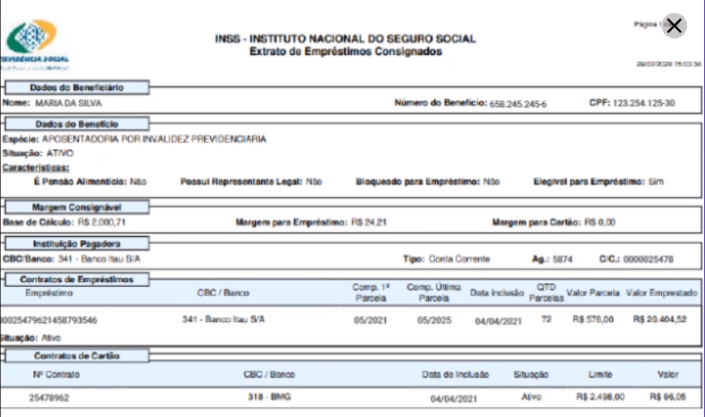 Página 1
INSS - INSTITUTO NACIONAL DO SEGURO SOCIAL
Extrato de Empréstimos Consignados
PREVIDÊNCIA SOCIAL
15:03:34
Dados do Beneficiário
Nome: MARIA DA SILVA Número do Benefício: 658.245.245-6 CPF: 123.254.125-30
Dados do Benefício
Espécie: APOSENTADORIA POR INVALIDEZ PREVIDENCIARIA
Situação: ATIVO
Características:
É Pensão Alimentícia: Não Possui Representante Legal: Não Bloqueado para Empréstimo: Não Elegível para Empréstimo: Sim
Margem Consignável
Base de Cálculo: R$ 2.000,71 Margem para Empréstimo: R$ 24,21 Margem para Cartão: R$ 0,00
Instituição Pagadora
CBC/Banco: 341 - Banco Itau S/A Tipo: Conta Corrente Ag.: 5874 C/C.: 0000025478
Contratos de Empréstimos
Empréstimo CBC / Banco Comp. 1ª Parcela Comp. Última Parcela Data inclusão QTD Parcelas Valor Parcela Valor Emprestado
00025479621458793546 341 - Banco Itau S/A 05/2021 05/2025 04/04/2021 72 R$ 576,00 R$ 20.404,52
Situação: Ativo
Contratos de Cartão
Nº Contrato CBC / Banco Data de Inclusão Situação Limite Valor
25478962 318 - BMG 04/04/2021 Ativo R$ 2.498,00 R$ 96,05